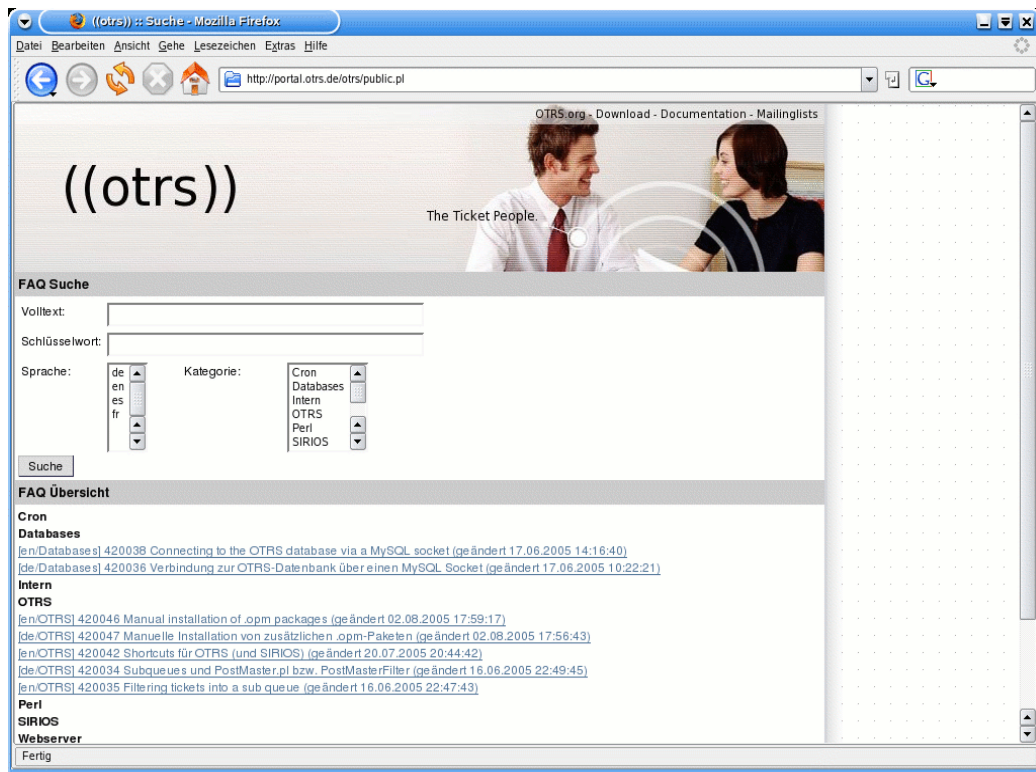 ((otrs)) :: Suche - Mozilla Firefox
Datei Bearbeiten Ansicht Gehe Lesezeichen Extras Hilfe
http://portal.otrs.de/otrs/public.pl
G
OTRS.org - Download - Documentation - Mailinglists
((otrs))
The Ticket People.
FAQ Suche
Volltext:
Schlüsselwort:
Sprache:
de
en
es
fr
Kategorie:
Cron
Databases
Intern
OTRS
Perl
SIRIOS
Suche
FAQ Übersicht
Cron
Databases
[en/Databases] 420038 Connecting to the OTRS database via a MySQL socket (geändert 17.06.2005 14:16:40)
[de/Databases] 420036 Verbindung zur OTRS-Datenbank über einen MySQL Socket (geändert 17.06.2005 10:22:21)
Intern
OTRS
[en/OTRS] 420046 Manual installation of .opm packages (geändert 02.08.2005 17:59:17)
[de/OTRS] 420047 Manuelle Installation von zusätzlichen .opm-Paketen (geändert 02.08.2005 17:56:43)
[en/OTRS] 420042 Shortcuts für OTRS (und SIRIOS) (geändert 20.07.2005 20:44:42)
[de/OTRS] 420034 Subqueues und PostMaster.pl bzw. PostMasterFilter (geändert 16.06.2005 22:49:45)
[en/OTRS] 420035 Filtering tickets into a sub queue (geändert 16.06.2005 22:47:43)
Perl
SIRIOS
Webserver
Fertig